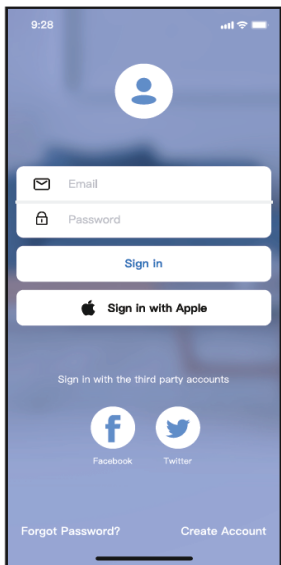 9:28
Email
Password
Sign In
Sign in with Apple
Sign in with the third party accounts
Facebook
Twitter
Forgot Password?
Create Account